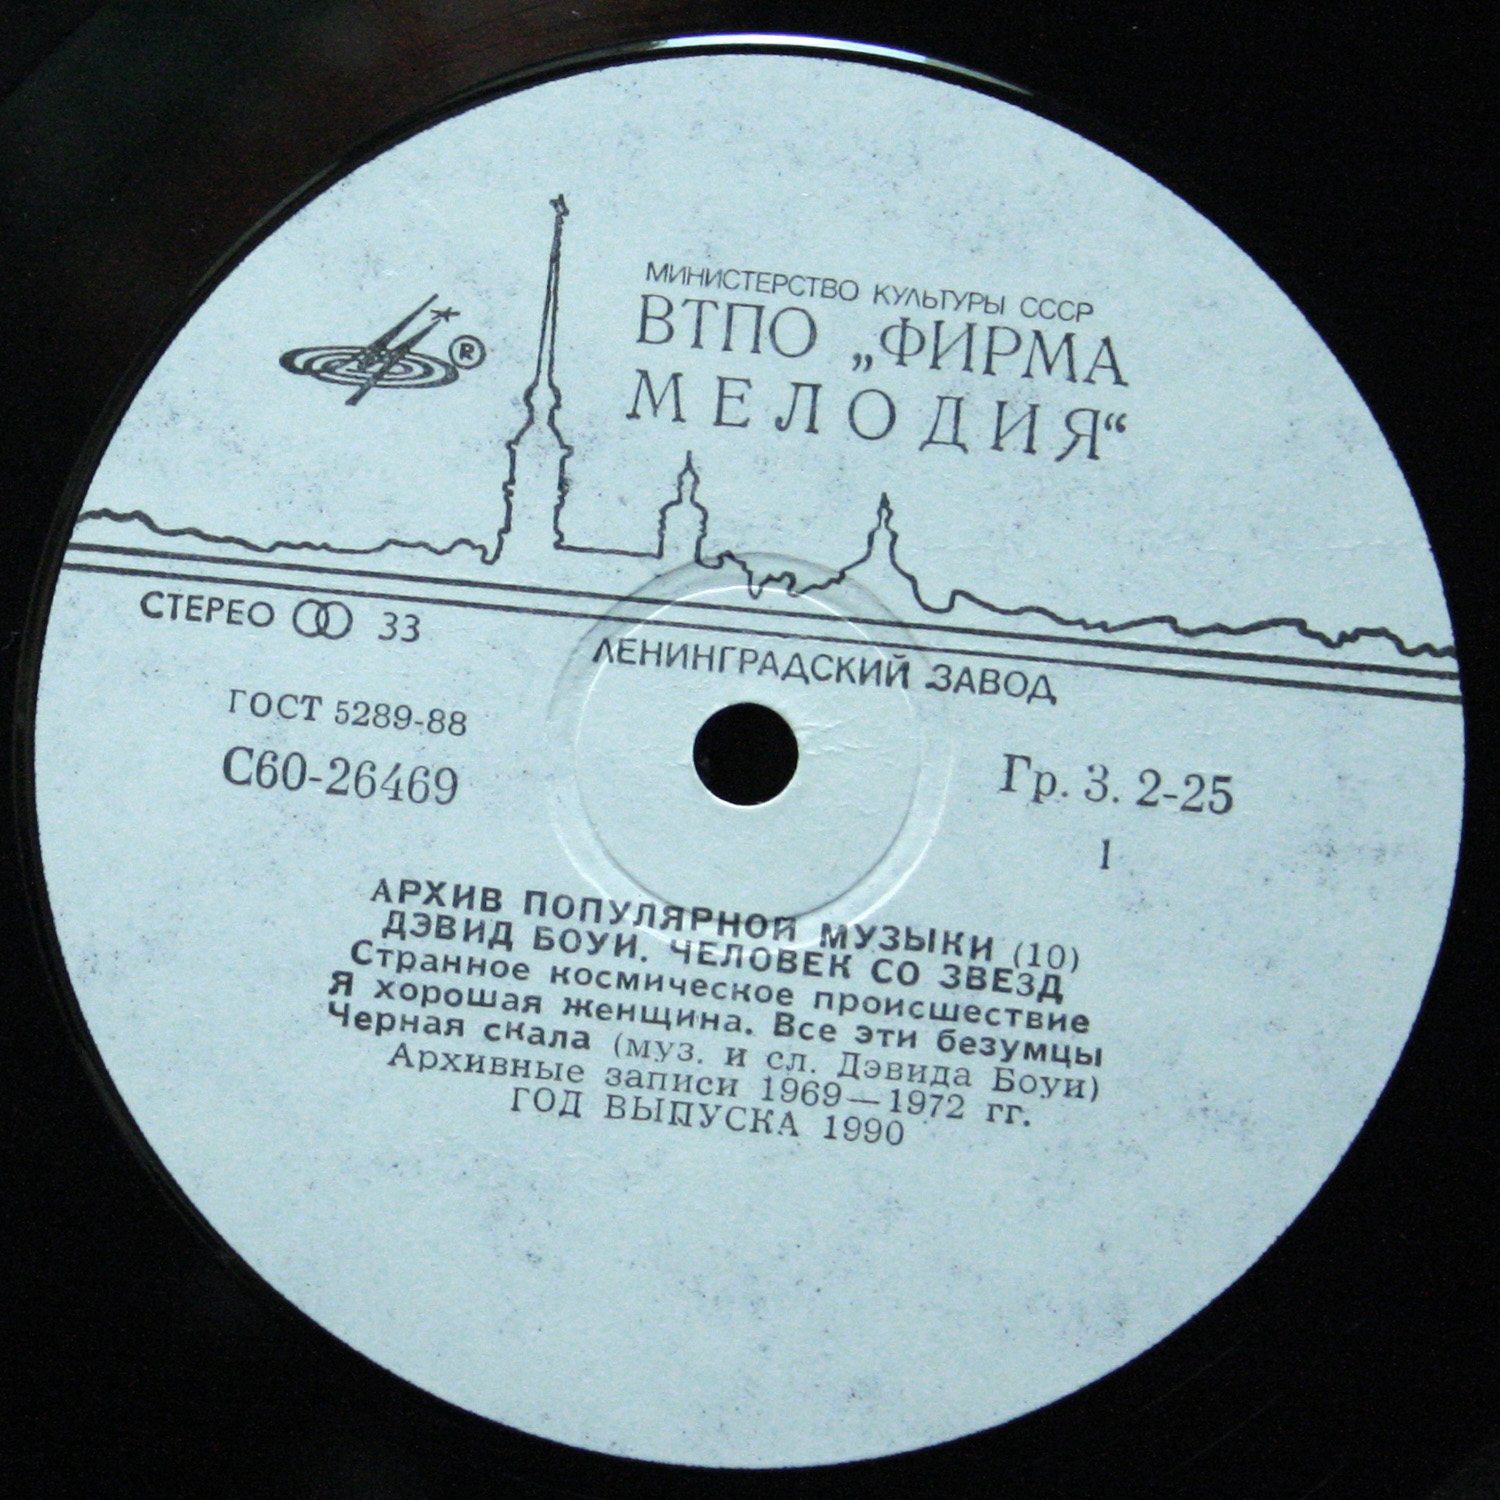 МИНИСТЕРСТВО КУЛЬТУРЫ СССР
ВТПО „ФИРМА
МЕЛОДИЯ“
®
СТЕРЕО 33
ЛЕНИНГРАДСКИЙ ЗАВОД
ГОСТ 5289-88
С60-26469
Гр. 3. 2-25
1
АРХИВ ПОПУЛЯРНОЙ МУЗЫКИ (10)
ДЭВИД БОУИ. ЧЕЛОВЕК СО ЗВЕЗД
Странное космическое происшествие
Я хорошая женщина. Все эти безумцы
Черная скала (муз. и сл. Дэвида Боуи)
Архивные записи 1969—1972 гг.
ГОД ВЫПУСКА 1990